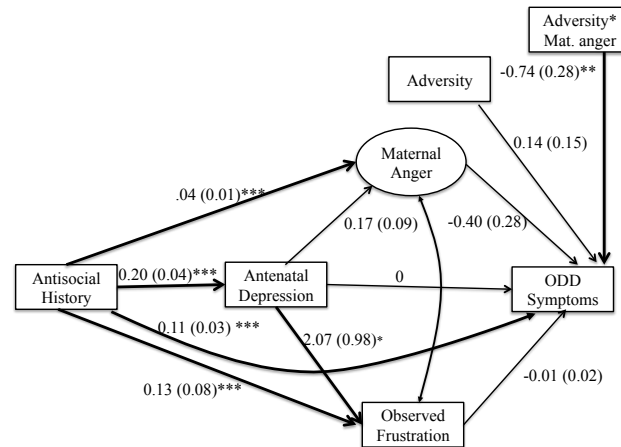 Adversity*
Mat. anger
-0.74 (0.28)**
Adversity
0.14 (0.15)
Maternal
Anger
.04 (0.01)***
0.17 (0.09)
-0.40 (0.28)
Antisocial
History
0.20 (0.04)***
Antenatal
Depression
0
ODD
Symptoms
0.11 (0.03) ***
2.07 (0.98)*
0.13 (0.08)***
-0.01 (0.02)
Observed
Frustration